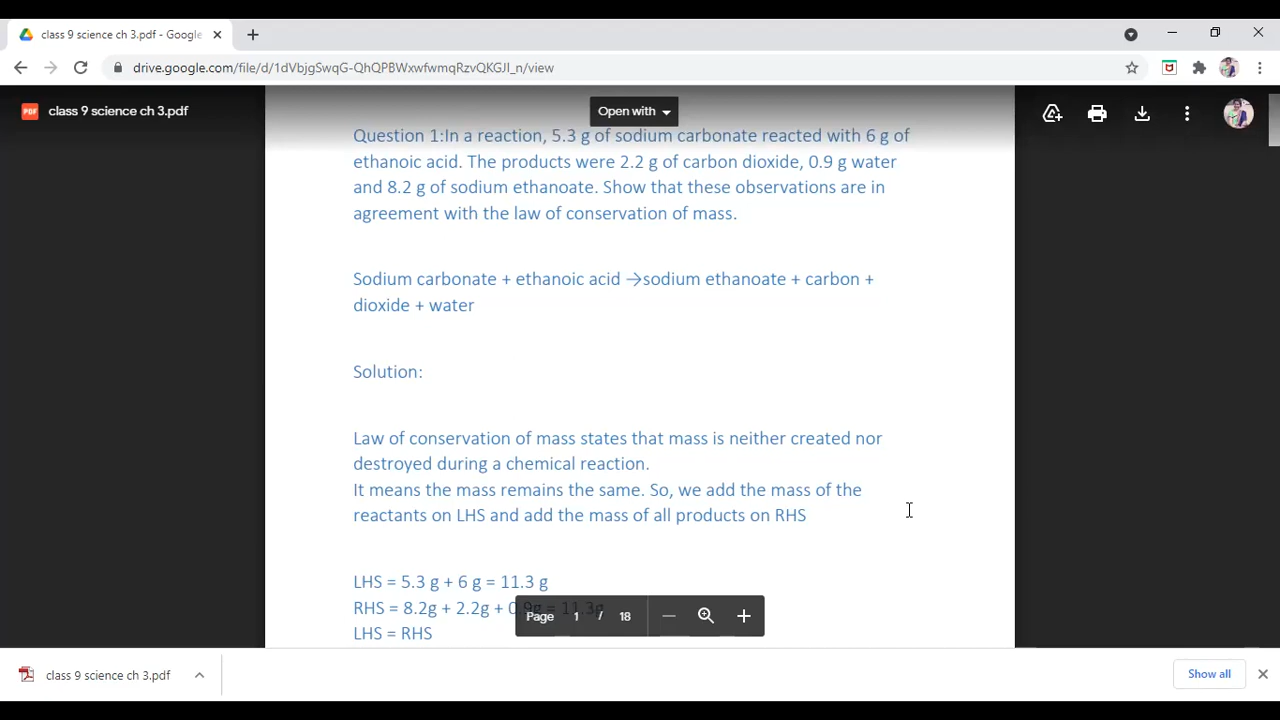 class 9 science ch 3.pdf - Google
drive.google.com/file/d/1dVbjgSwqG-QhQPBWxwfwmqRzvQKGJI_n/view
PDF class 9 science ch 3.pdf
Open with
Question 1:In a reaction, 5.3 g of sodium carbonate reacted with 6 g of
ethanoic acid. The products were 2.2 g of carbon dioxide, 0.9 g water
and 8.2 g of sodium ethanoate. Show that these observations are in
agreement with the law of conservation of mass.
Sodium carbonate + ethanoic acid →sodium ethanoate + carbon +
dioxide + water
Solution:
Law of conservation of mass states that mass is neither created nor
destroyed during a chemical reaction.
It means the mass remains the same. So, we add the mass of the
reactants on LHS and add the mass of all products on RHS
LHS = 5.3 g + 6 g = 11.3 g
RHS = 8.2g + 2.2g + 0.9g = 11.3g
LHS = RHS
Page 1 / 18
class 9 science ch 3.pdf
Show all